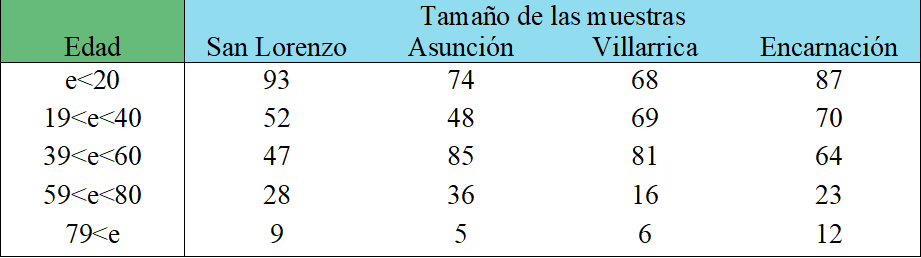 Tamaño de las muestras
Edad San Lorenzo Asunción Villarrica Encarnación
e<20 93 74 68 87
19<e<40 52 48 69 70
39<e<60 47 85 81 64
59<e<80 28 36 16 23
79<e 9 5 6 12